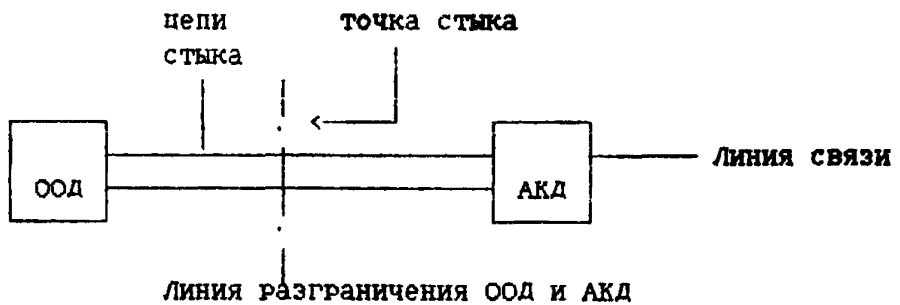 цепи
стыка
точка стыка
ООД
АКД
Линия связи
Линия разграничения ООД и АКД